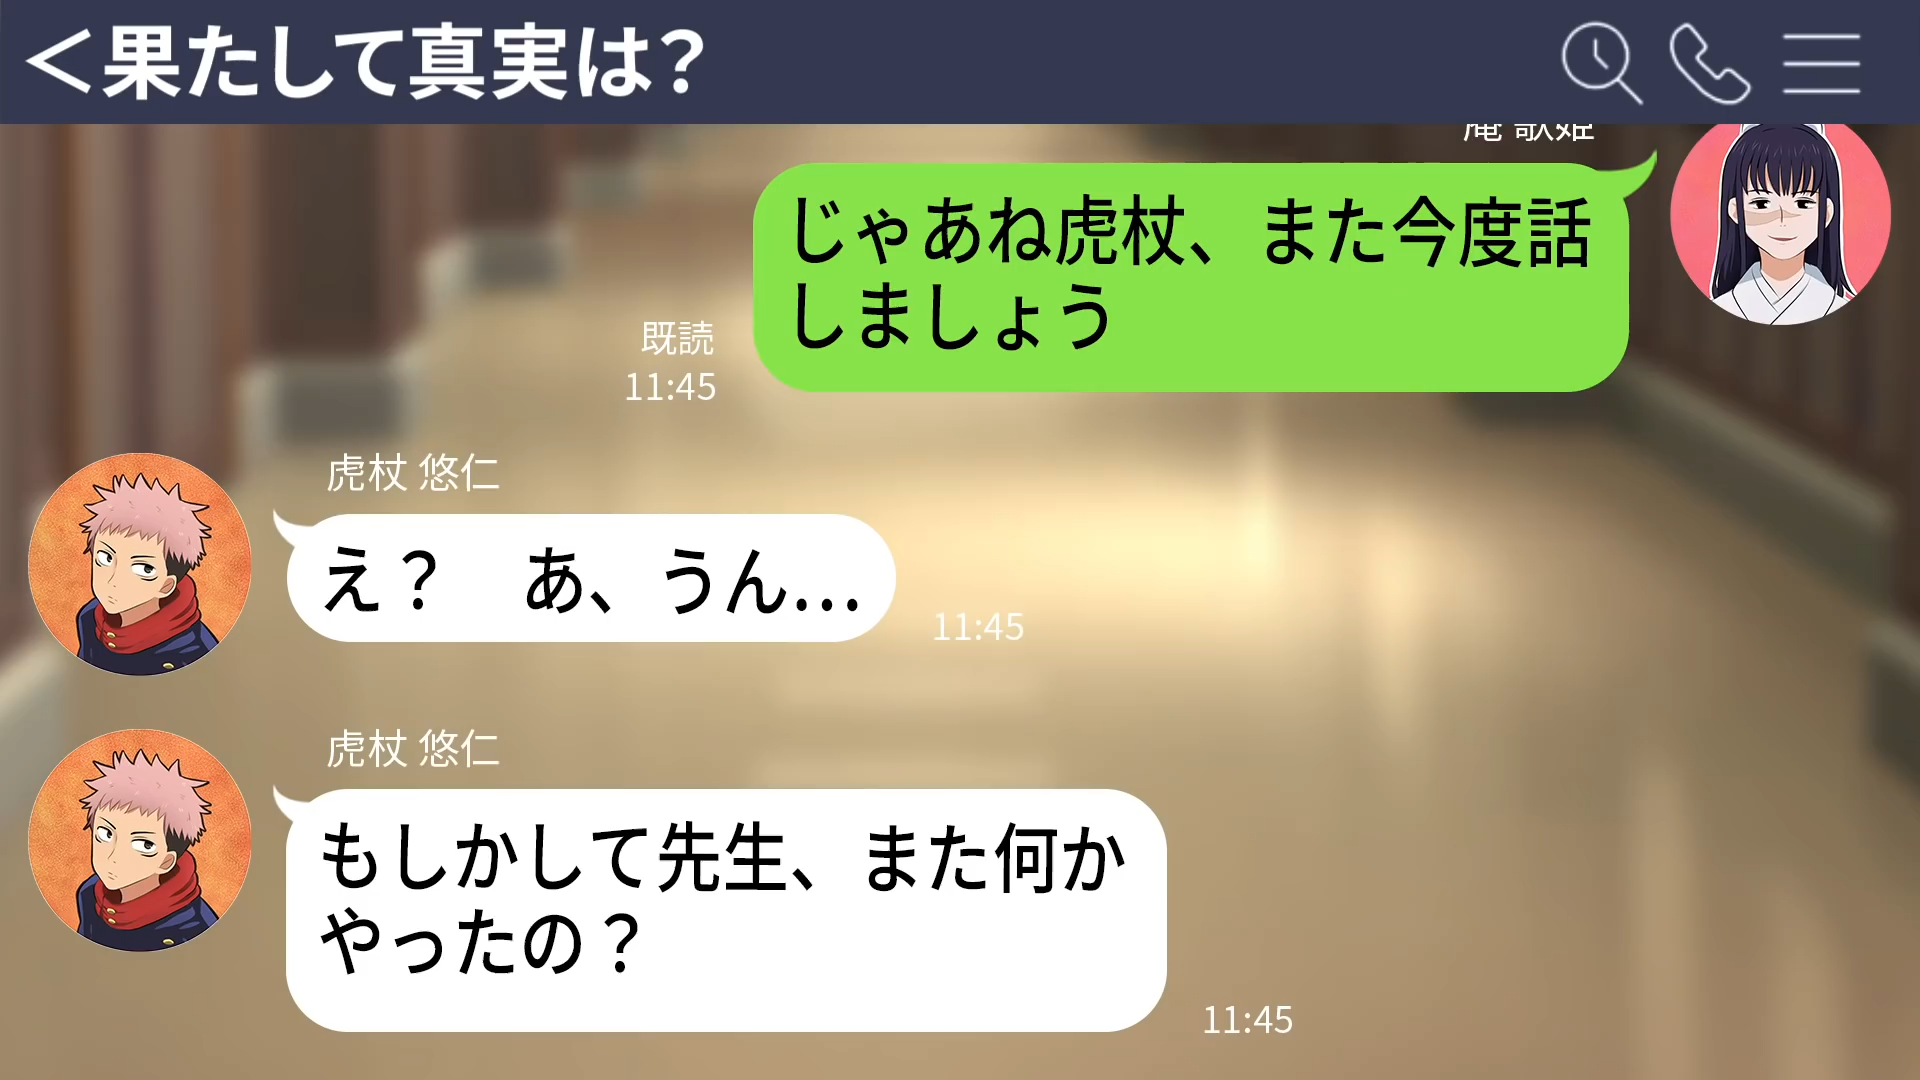 ＜果たして真実は？
庵 歌姫
じゃあね虎杖、また今度話
しましょう
既読
11:45
虎杖 悠仁
え？　あ、うん…
11:45
虎杖 悠仁
もしかして先生、また何か
やったの？
11:45